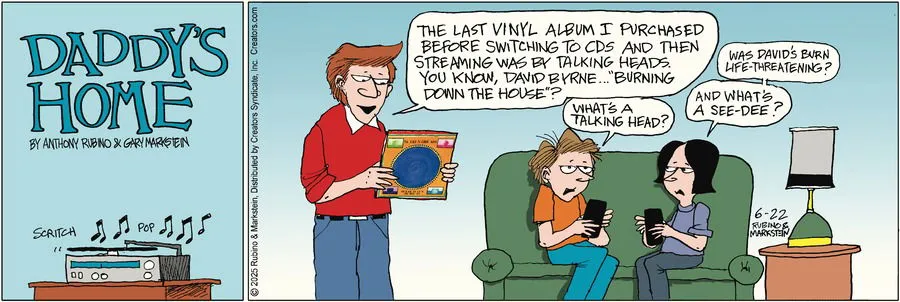 DADDY'S
HOME
BY ANTHONY RUBINO & GARY MARKSTEIN
SCRITCH
POP
© 2025 Rubino & Markstein, Distributed by Creators Syndicate, Inc. Creators.com
THE LAST VINYL ALBUM I PURCHASED
BEFORE SWITCHING TO CDS AND THEN
STREAMING WAS BY TALKING HEADS.
YOU KNOW, DAVID BYRNE..."BURNING
DOWN THE HOUSE"?
WHAT'S A
TALKING HEAD?
WAS DAVID'S BURN
LIFE-THREATENING?
AND WHAT'S
A SEE-DEE?
6-22
RUBINO &
MARKSTEIN